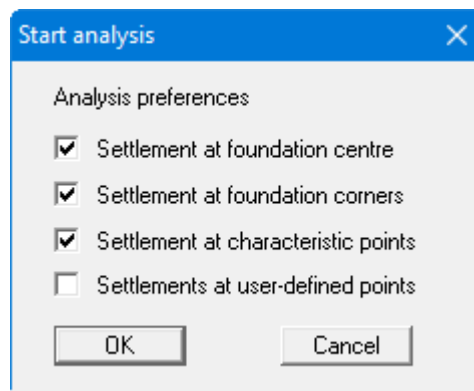 Start analysis
Analysis preferences
Settlement at foundation centre
Settlement at foundation corners
Settlement at characteristic points
Settlements at user-defined points
OK Cancel